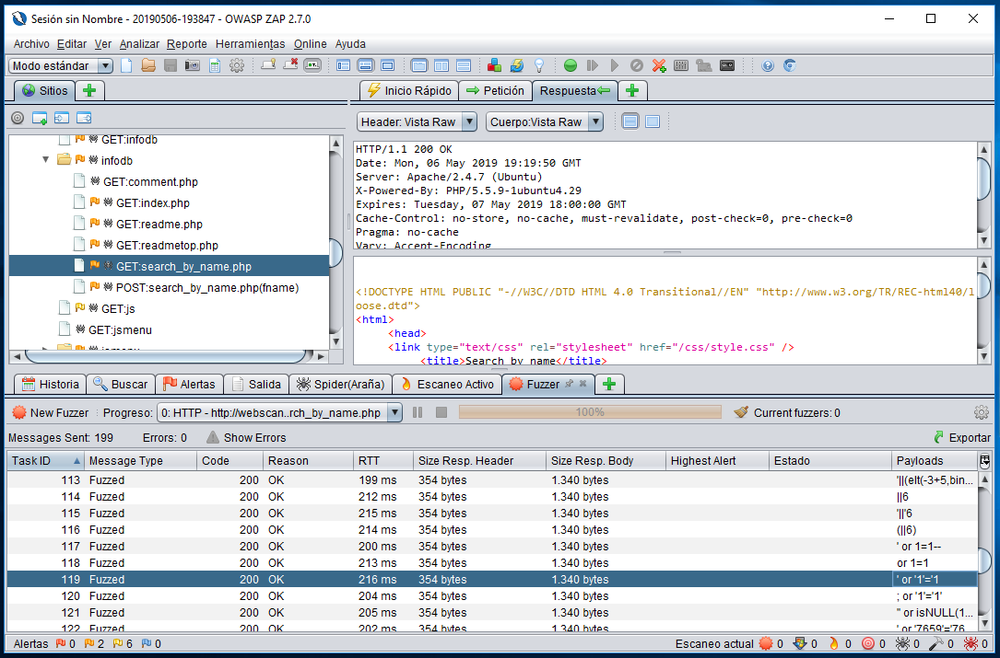 Sesión sin Nombre - 20190506-193847 - OWASP ZAP 2.7.0
Archivo Editar Ver Analizar Reporte Herramientas Online Ayuda
Modo estándar
Sitios
Inicio Rápido Petición Respuesta
Header: Vista Raw Cuerpo:Vista Raw
GET:infodb
infodb
GET:comment.php
GET:index.php
GET:readme.php
GET:readmetop.php
GET:search_by_name.php
POST:search_by_name.php(fname)
GET:js
GET:jsmenu
jsmenu
HTTP/1.1 200 OK
Date: Mon, 06 May 2019 19:19:50 GMT
Server: Apache/2.4.7 (Ubuntu)
X-Powered-By: PHP/5.5.9-1ubuntu4.29
Expires: Tuesday, 07 May 2019 18:00:00 GMT
Cache-Control: no-store, no-cache, must-revalidate, post-check=0, pre-check=0
Pragma: no-cache
Vary: Accept-Encoding
<!DOCTYPE HTML PUBLIC "-//W3C//DTD HTML 4.0 Transitional//EN" "http://www.w3.org/TR/REC-html40/l
oose.dtd">
<html>
<head>
<link type="text/css" rel="stylesheet" href="/css/style.css" />
<title>Search by name</title>
Historia Buscar Alertas Salida Spider(Araña) Escaneo Activo Fuzzer
New Fuzzer Progreso: 0: HTTP - http://webscan..rch_by_name.php 100% Current fuzzers: 0
Messages Sent: 199 Errors: 0 Show Errors Exportar
Task ID Message Type Code Reason RTT Size Resp. Header Size Resp. Body Highest Alert Estado Payloads
113 Fuzzed 200 OK 199 ms 354 bytes 1.340 bytes '||(elt(-3+5,bin...
114 Fuzzed 200 OK 212 ms 354 bytes 1.340 bytes ||6
115 Fuzzed 200 OK 215 ms 354 bytes 1.340 bytes '||'6
116 Fuzzed 200 OK 214 ms 354 bytes 1.340 bytes (||6)
117 Fuzzed 200 OK 200 ms 354 bytes 1.340 bytes ' or 1=1--
118 Fuzzed 200 OK 213 ms 354 bytes 1.340 bytes or 1=1
119 Fuzzed 200 OK 216 ms 354 bytes 1.340 bytes ' or '1'='1
120 Fuzzed 200 OK 204 ms 354 bytes 1.340 bytes ; or '1'='1'
121 Fuzzed 200 OK 205 ms 354 bytes 1.340 bytes " or isNULL(1...
122 Fuzzed 200 OK 202 ms 354 bytes 1.340 bytes ' or '7659'='76...
Alertas 0 2 6 0 Escaneo actual 0 0 0 0 0 0 0